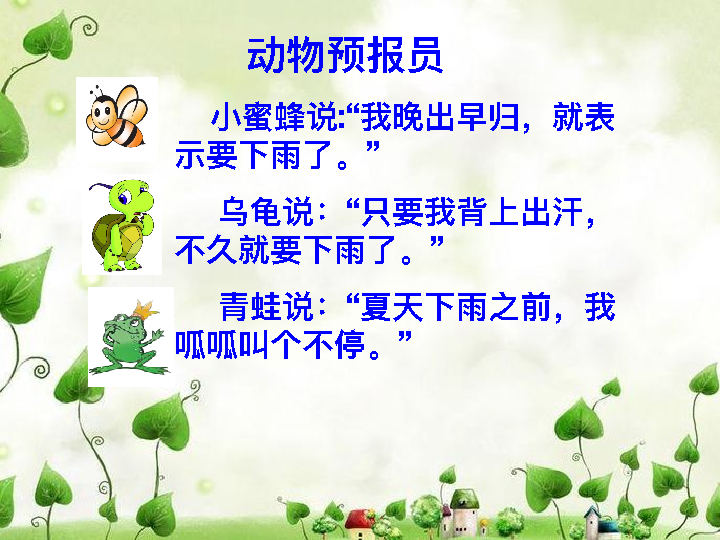 动物预报员
小蜜蜂说:“我晚出早归，就表
示要下雨了。”
乌龟说：“只要我背上出汗，
不久就要下雨了。”
青蛙说：“夏天下雨之前，我
呱呱叫个不停。”